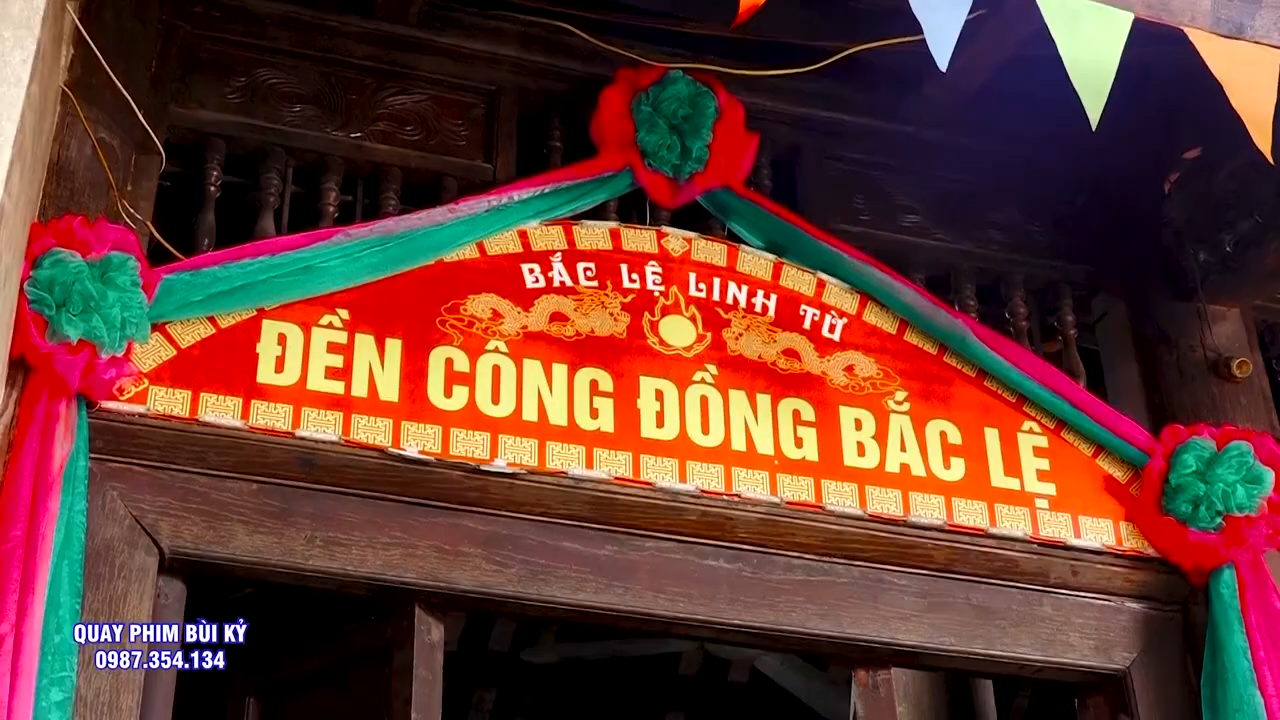 BẮC LỆ LINH TỪ
ĐỀN CÔNG ĐỒNG BẮC LỆ
QUAY PHIM BÙI KỶ
0987.354.134